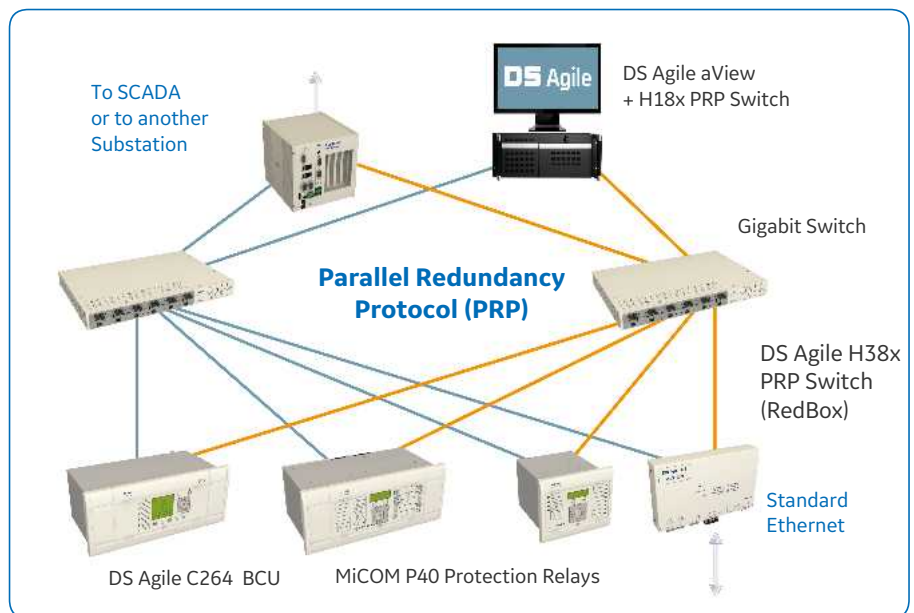 To SCADA
or to another
Substation
DS Agile
DS Agile aView
+ H18x PRP Switch
Gigabit Switch
Parallel Redundancy
Protocol (PRP)
DS Agile H38x
PRP Switch
(RedBox)
Standard
Ethernet
DS Agile C264 BCU
MiCOM P40 Protection Relays